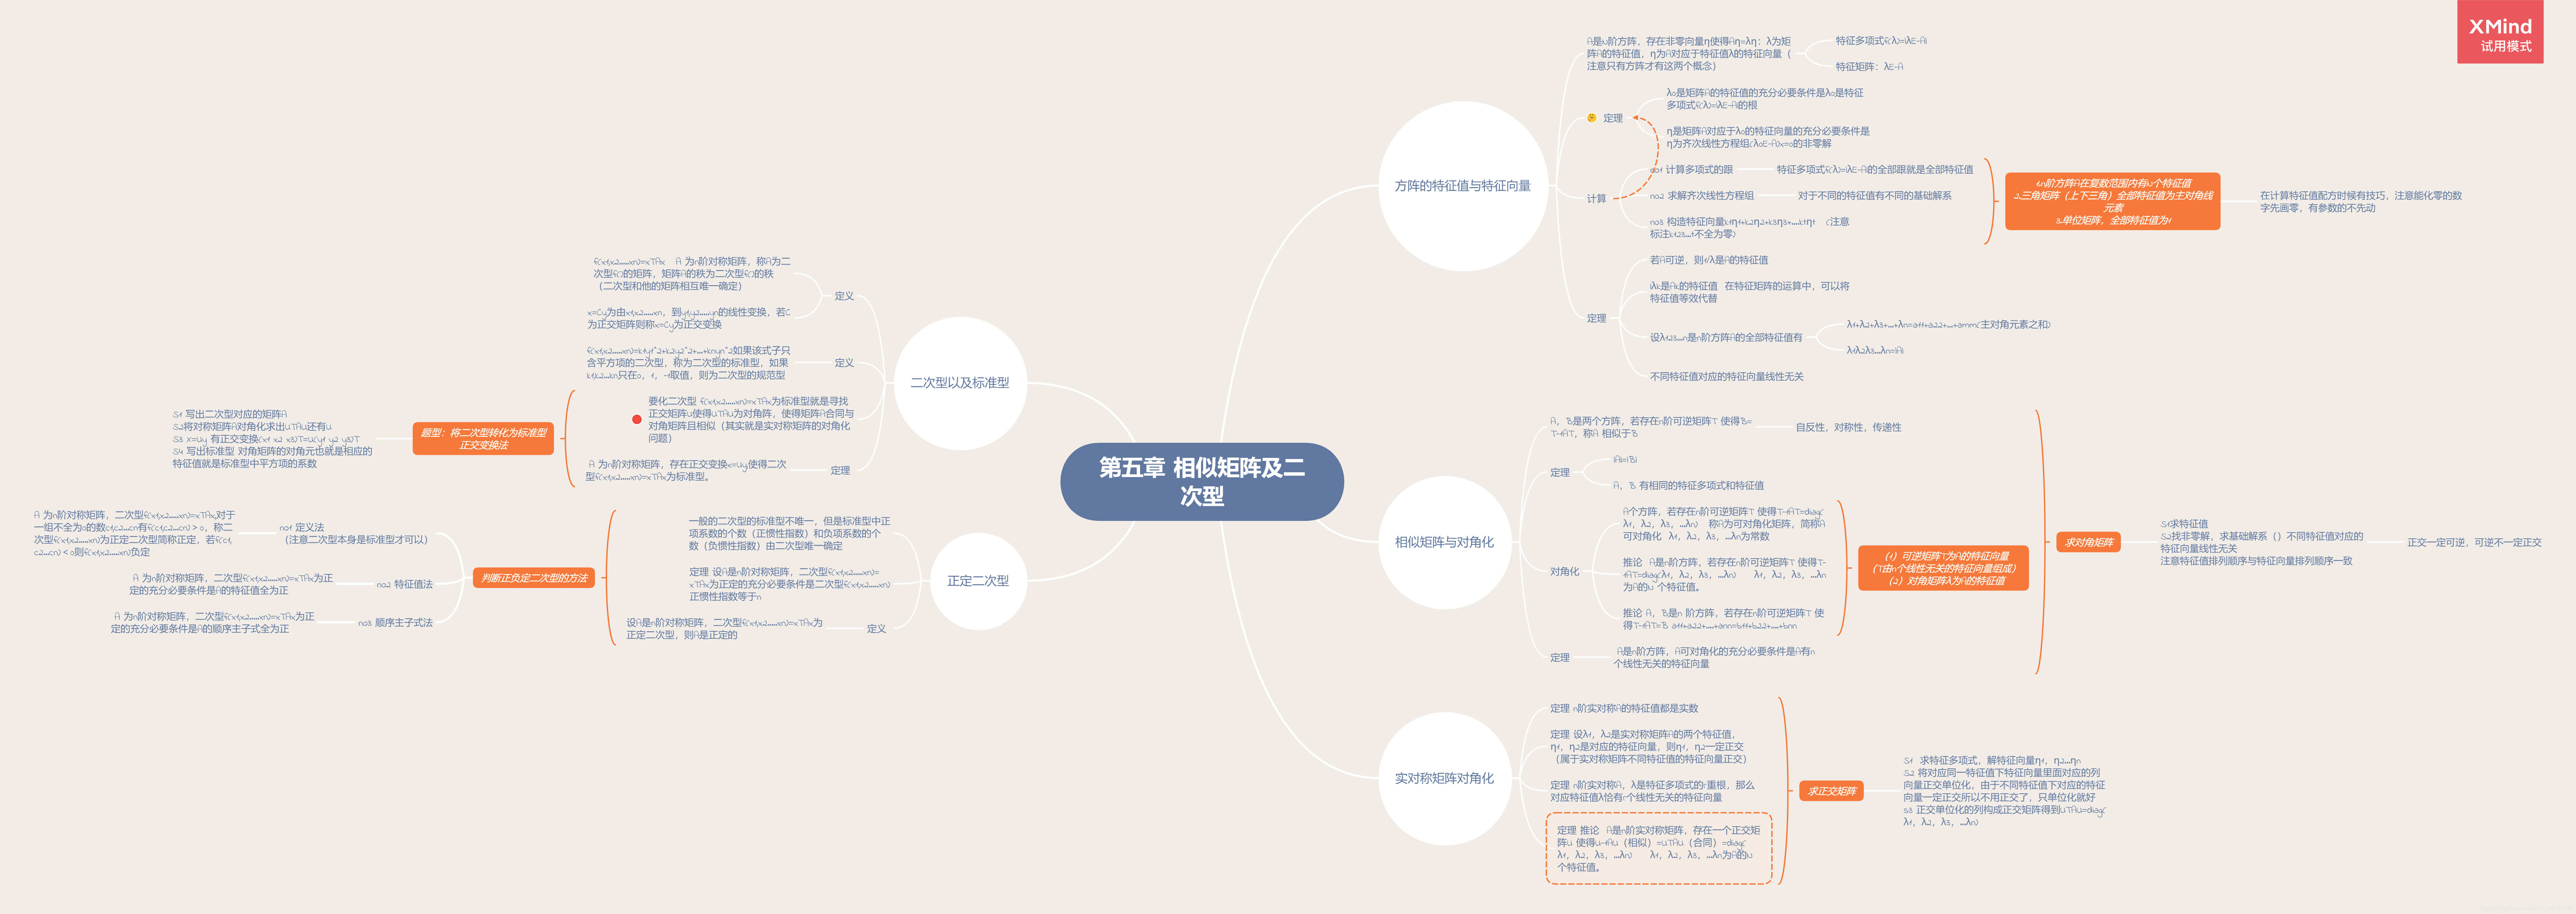 XMind
试用模式
第五章 相似矩阵及二
次型
方阵的特征值与特征向量
A是N阶方阵，存在非零向量η使得Aη=λη：λ为矩
阵A的特征值，η为A对应于特征值λ的特征向量（
注意只有方阵才有这两个概念）
特征多项式f(λ)=|λE-A|
特征矩阵：λE-A
定理
λ0是矩阵A的特征值的充分必要条件是λ0是特征
多项式f(λ)=|λE-A|的根
η是矩阵A对应于λ0的特征向量的充分必要条件是
η为齐次线性方程组(λ0E-A)x=0的非零解
计算
no1 计算多项式的跟
特征多项式f(λ)=|λE-A|的全部跟就是全部特征值
no2 求解齐次线性方程组
对于不同的特征值有不同的基础解系
no3 构造特征向量k1η1+k2η2+k3η3+....ktηt （注意
标注k123...t不全为零）
1.n阶方阵A在复数范围内有N个特征值
2.三角矩阵（上下三角）全部特征值为主对角线
元素
3.单位矩阵，全部特征值为1
在计算特征值配方时候有技巧，注意能化零的数
字先画零，有参数的不先动
定理
若A可逆，则1/λ是A的特征值
|λk是Ak的特征值 在特征矩阵的运算中，可以将
特征值等效代替
设λ123...n是n阶方阵A的全部特征值有
λ1+λ2+λ3+...+λn=a11+a22+...+amm(主对角元素之和)
λ1λ2λ3...λn=|A|
不同特征值对应的特征向量线性无关
相似矩阵与对角化
A，B是两个方阵，若存在n阶可逆矩阵T 使得B=
T-1AT，称A 相似于B
自反性，对称性，传递性
定理
|A|=|B|
A，B 有相同的特征多项式和特征值
对角化
A个方阵，若存在n阶可逆矩阵T 使得T-1AT=diag(
λ1，λ2，λ3，...λn) 称A为可对角化矩阵，简称A
可对角化 λ1，λ2，λ3，...λn为常数
推论 A是n阶方阵，若存在n阶可逆矩阵T 使得T-
1AT=diag(λ1，λ2，λ3，...λn) λ1，λ2，λ3，...λn
为A的N 个特征值。
推论 A，B是n 阶方阵，若存在n阶可逆矩阵T 使
得T-1AT=B a11+a22+....+ann=b11+b22+....+bnn
定理
A是n阶方阵，A可对角化的充分必要条件是A有n
个线性无关的特征向量
（1）可逆矩阵T为A的特征向量
（T由n个线性无关的特征向量组成）
（2）对角矩阵λ为A的特征值
求对角矩阵
S1求特征值
S2找非零解，求基础解系（）不同特征值对应的
特征向量线性无关
注意特征值排列顺序与特征向量排列顺序一致
正交一定可逆，可逆不一定正交
实对称矩阵对角化
定理 n阶实对称A的特征值都是实数
定理 设λ1，λ2是实对称矩阵A的两个特征值，
η1，η2是对应的特征向量，则η1，η2一定正交
（属于实对称矩阵不同特征值的特征向量正交）
定理 n阶实对称A，λ是特征多项式的r重根，那么
对应特征值λ恰有r个线性无关的特征向量
定理 推论 A是n阶实对称矩阵，存在一个正交矩
阵U 使得U-1AU（相似）=UTAU（合同）=diag(
λ1，λ2，λ3，...λn) λ1，λ2，λ3，...λn为A的N
个特征值。
求正交矩阵
S1 求特征多项式，解特征向量η1，η2...ηn
S2 将对应同一特征值下特征向量里面对应的列
向量正交单位化，由于不同特征值下对应的特征
向量一定正交所以不用正交了，只单位化就好
s3 正交单位化的列构成正交矩阵得到UTAU=diag(
λ1，λ2，λ3，...λn)
二次型以及标准型
定义
f(x1,x2.....xn)=xTAx A 为n阶对称矩阵，称A为二
次型f()的矩阵，矩阵A的秩为二次型f()的秩
（二次型和他的矩阵相互唯一确定）
x=Cy为由x1,x2.....xn，到y1,y2.....yn的线性变换，若C
为正交矩阵则称x=Cy为正交变换
定义
f(x1,x2.....xn)=k1y1^2+k2y2^2+...+knyn^2如果该式子只
含平方项的二次型，称为二次型的标准型，如果
k1,k2...kn只在0，1，-1取值，则为二次型的规范型
要化二次型 f(x1,x2.....xn)=xTAx为标准型就是寻找
正交矩阵U使得UTAU为对角阵，使得矩阵A合同与
对角矩阵且相似（其实就是实对称矩阵的对角化
问题）
定理
A 为n阶对称矩阵，存在正交变换x=Uy使得二次
型f(x1,x2.....xn)=xTAx为标准型。
题型：将二次型转化为标准型
正交变换法
S1 写出二次型对应的矩阵A
S2将对称矩阵A对角化求出UTAU还有U
S3 X=Uy 有正交变换(x1 x2 x3)T=U(y1 y2 y3)T
S4 写出标准型 对角矩阵的对角元也就是相应的
特征值就是标准型中平方项的系数
正定二次型
一般的二次型的标准型不唯一，但是标准型中正
项系数的个数（正惯性指数）和负项系数的个
数（负惯性指数）由二次型唯一确定
定理 设A是n阶对称矩阵，二次型f(x1,x2.....xn)=
xTAx为正定的充分必要条件是二次型f(x1,x2.....xn)
正惯性指数等于n
定义
设A是n阶对称矩阵，二次型f(x1,x2.....xn)=xTAx为
正定二次型，则A是正定的
判断正负定二次型的方法
no1 定义法
（注意二次型本身是标准型才可以）
A 为n阶对称矩阵，二次型f(x1,x2.....xn)=xTAx,对于
一组不全为0的数c1,c2...cn有f(c1,c2...cn)＞0，称二
次型f(x1,x2.....xn)为正定二次型简称正定，若f(c1,
c2...cn)＜0则f(x1,x2.....xn)负定
no2 特征值法
A 为n阶对称矩阵，二次型f(x1,x2.....xn)=xTAx为正
定的充分必要条件是A的特征值全为正
no3 顺序主子式法
A 为n阶对称矩阵，二次型f(x1,x2.....xn)=xTAx为正
定的充分必要条件是A的顺序主子式全为正